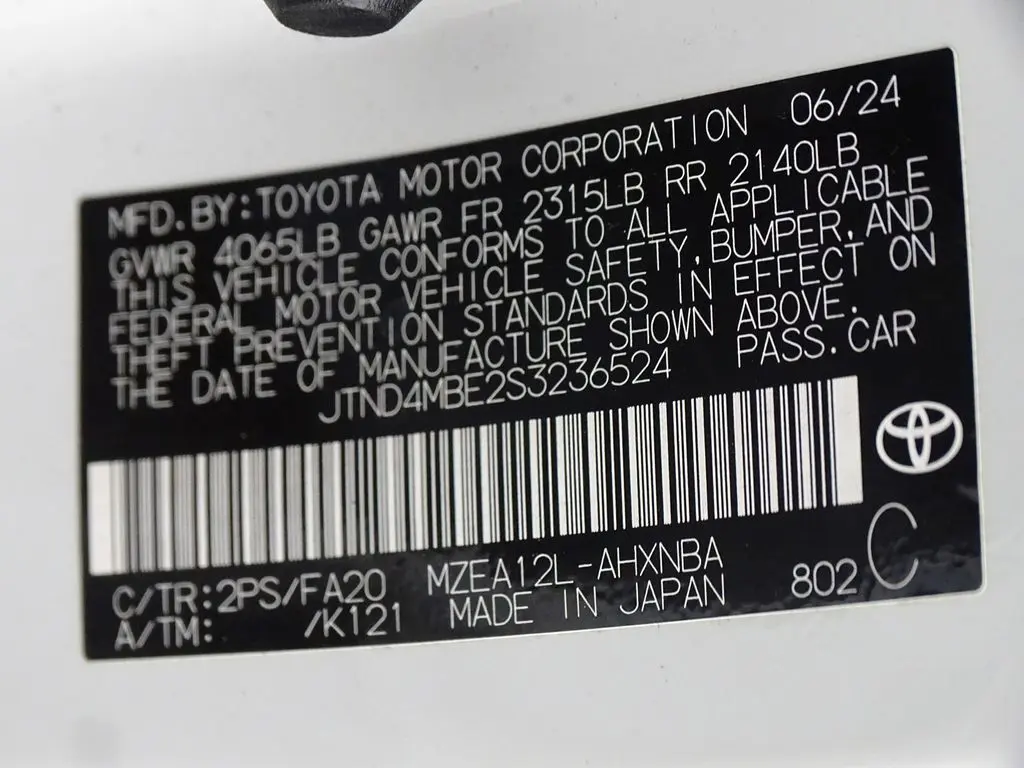 MFD.BY:TOYOTA MOTOR CORPORATION 06/24
GVWR 4065LB GAWR FR 2315LB RR 2140LB
THIS VEHICLE CONFORMS TO ALL APPLICABLE
FEDERAL MOTOR VEHICLE SAFETY,BUMPER,AND
THEFT PREVENTION STANDARDS IN EFFECT ON
THE DATE OF MANUFACTURE SHOWN ABOVE.
JTND4MBE2S3236524 PASS.CAR
C/TR:2PS/FA20 MZEA12L-AHXNBA
A/TM: /K121 MADE IN JAPAN 802 C